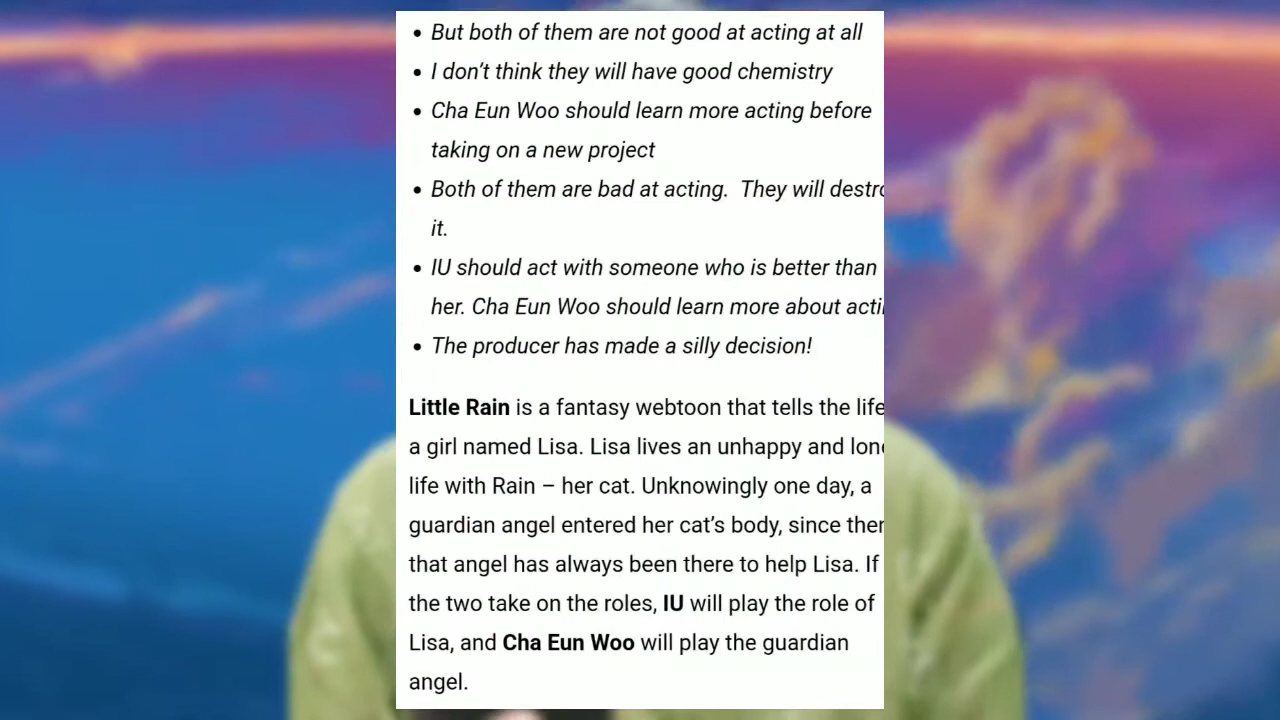 • But both of them are not good at acting at all
• I don’t think they will have good chemistry
• Cha Eun Woo should learn more acting before
taking on a new project
• Both of them are bad at acting.  They will
it.
• IU should act with someone who is better than
her. Cha Eun Woo should learn more about
• The producer has made a silly decision!
Little Rain is a fantasy webtoon that tells the life
a girl named Lisa. Lisa lives an unhappy and
life with Rain – her cat. Unknowingly one day, a
guardian angel entered her cat’s body, since
that angel has always been there to help Lisa. If
the two take on the roles, IU will play the role of
Lisa, and Cha Eun Woo will play the guardian
angel.